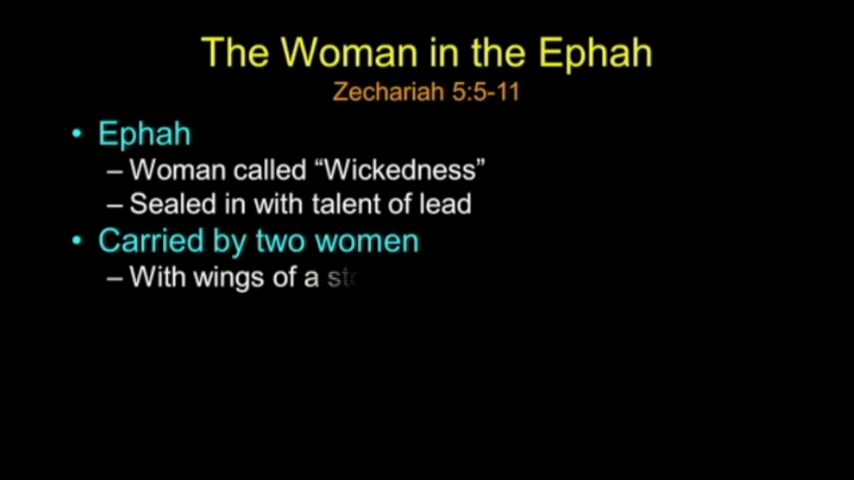 The Woman in the Ephah
Zechariah 5:5-11
• Ephah
– Woman called “Wickedness”
– Sealed in with talent of lead
• Carried by two women
– With wings of a